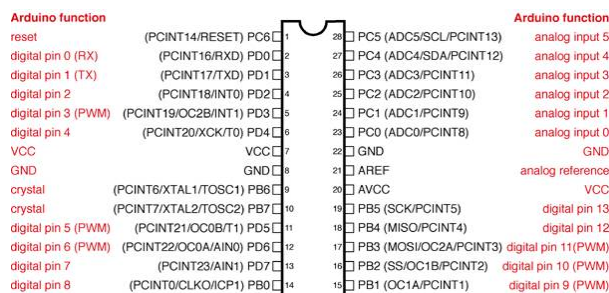 Arduino function Arduino function
reset (PCINT14/RESET) PC6 1 28 PC5 (ADC5/SCL/PCINT13) analog input 5
digital pin 0 (RX) (PCINT16/RXD) PD0 2 27 PC4 (ADC4/SDA/PCINT12) analog input 4
digital pin 1 (TX) (PCINT17/TXD) PD1 3 26 PC3 (ADC3/PCINT11) analog input 3
digital pin 2 (PCINT18/INT0) PD2 4 25 PC2 (ADC2/PCINT10) analog input 2
digital pin 3 (PWM) (PCINT19/OC2B/INT1) PD3 5 24 PC1 (ADC1/PCINT9) analog input 1
digital pin 4 (PCINT20/XCK/T0) PD4 6 23 PC0 (ADC0/PCINT8) analog input 0
VCC VCC 7 22 GND GND
GND GND 8 21 AREF analog reference
crystal (PCINT6/XTAL1/TOSC1) PB6 9 20 AVCC VCC
crystal (PCINT7/XTAL2/TOSC2) PB7 10 19 PB5 (SCK/PCINT5) digital pin 13
digital pin 5 (PWM) (PCINT21/OC0B/T1) PD5 11 18 PB4 (MISO/PCINT4) digital pin 12
digital pin 6 (PWM) (PCINT22/OC0A/AIN0) PD6 12 17 PB3 (MOSI/OC2A/PCINT3) digital pin 11(PWM)
digital pin 7 (PCINT23/AIN1) PD7 13 16 PB2 (SS/OC1B/PCINT2) digital pin 10 (PWM)
digital pin 8 (PCINT0/CLKO/ICP1) PB0 14 15 PB1 (OC1A/PCINT1) digital pin 9 (PWM)